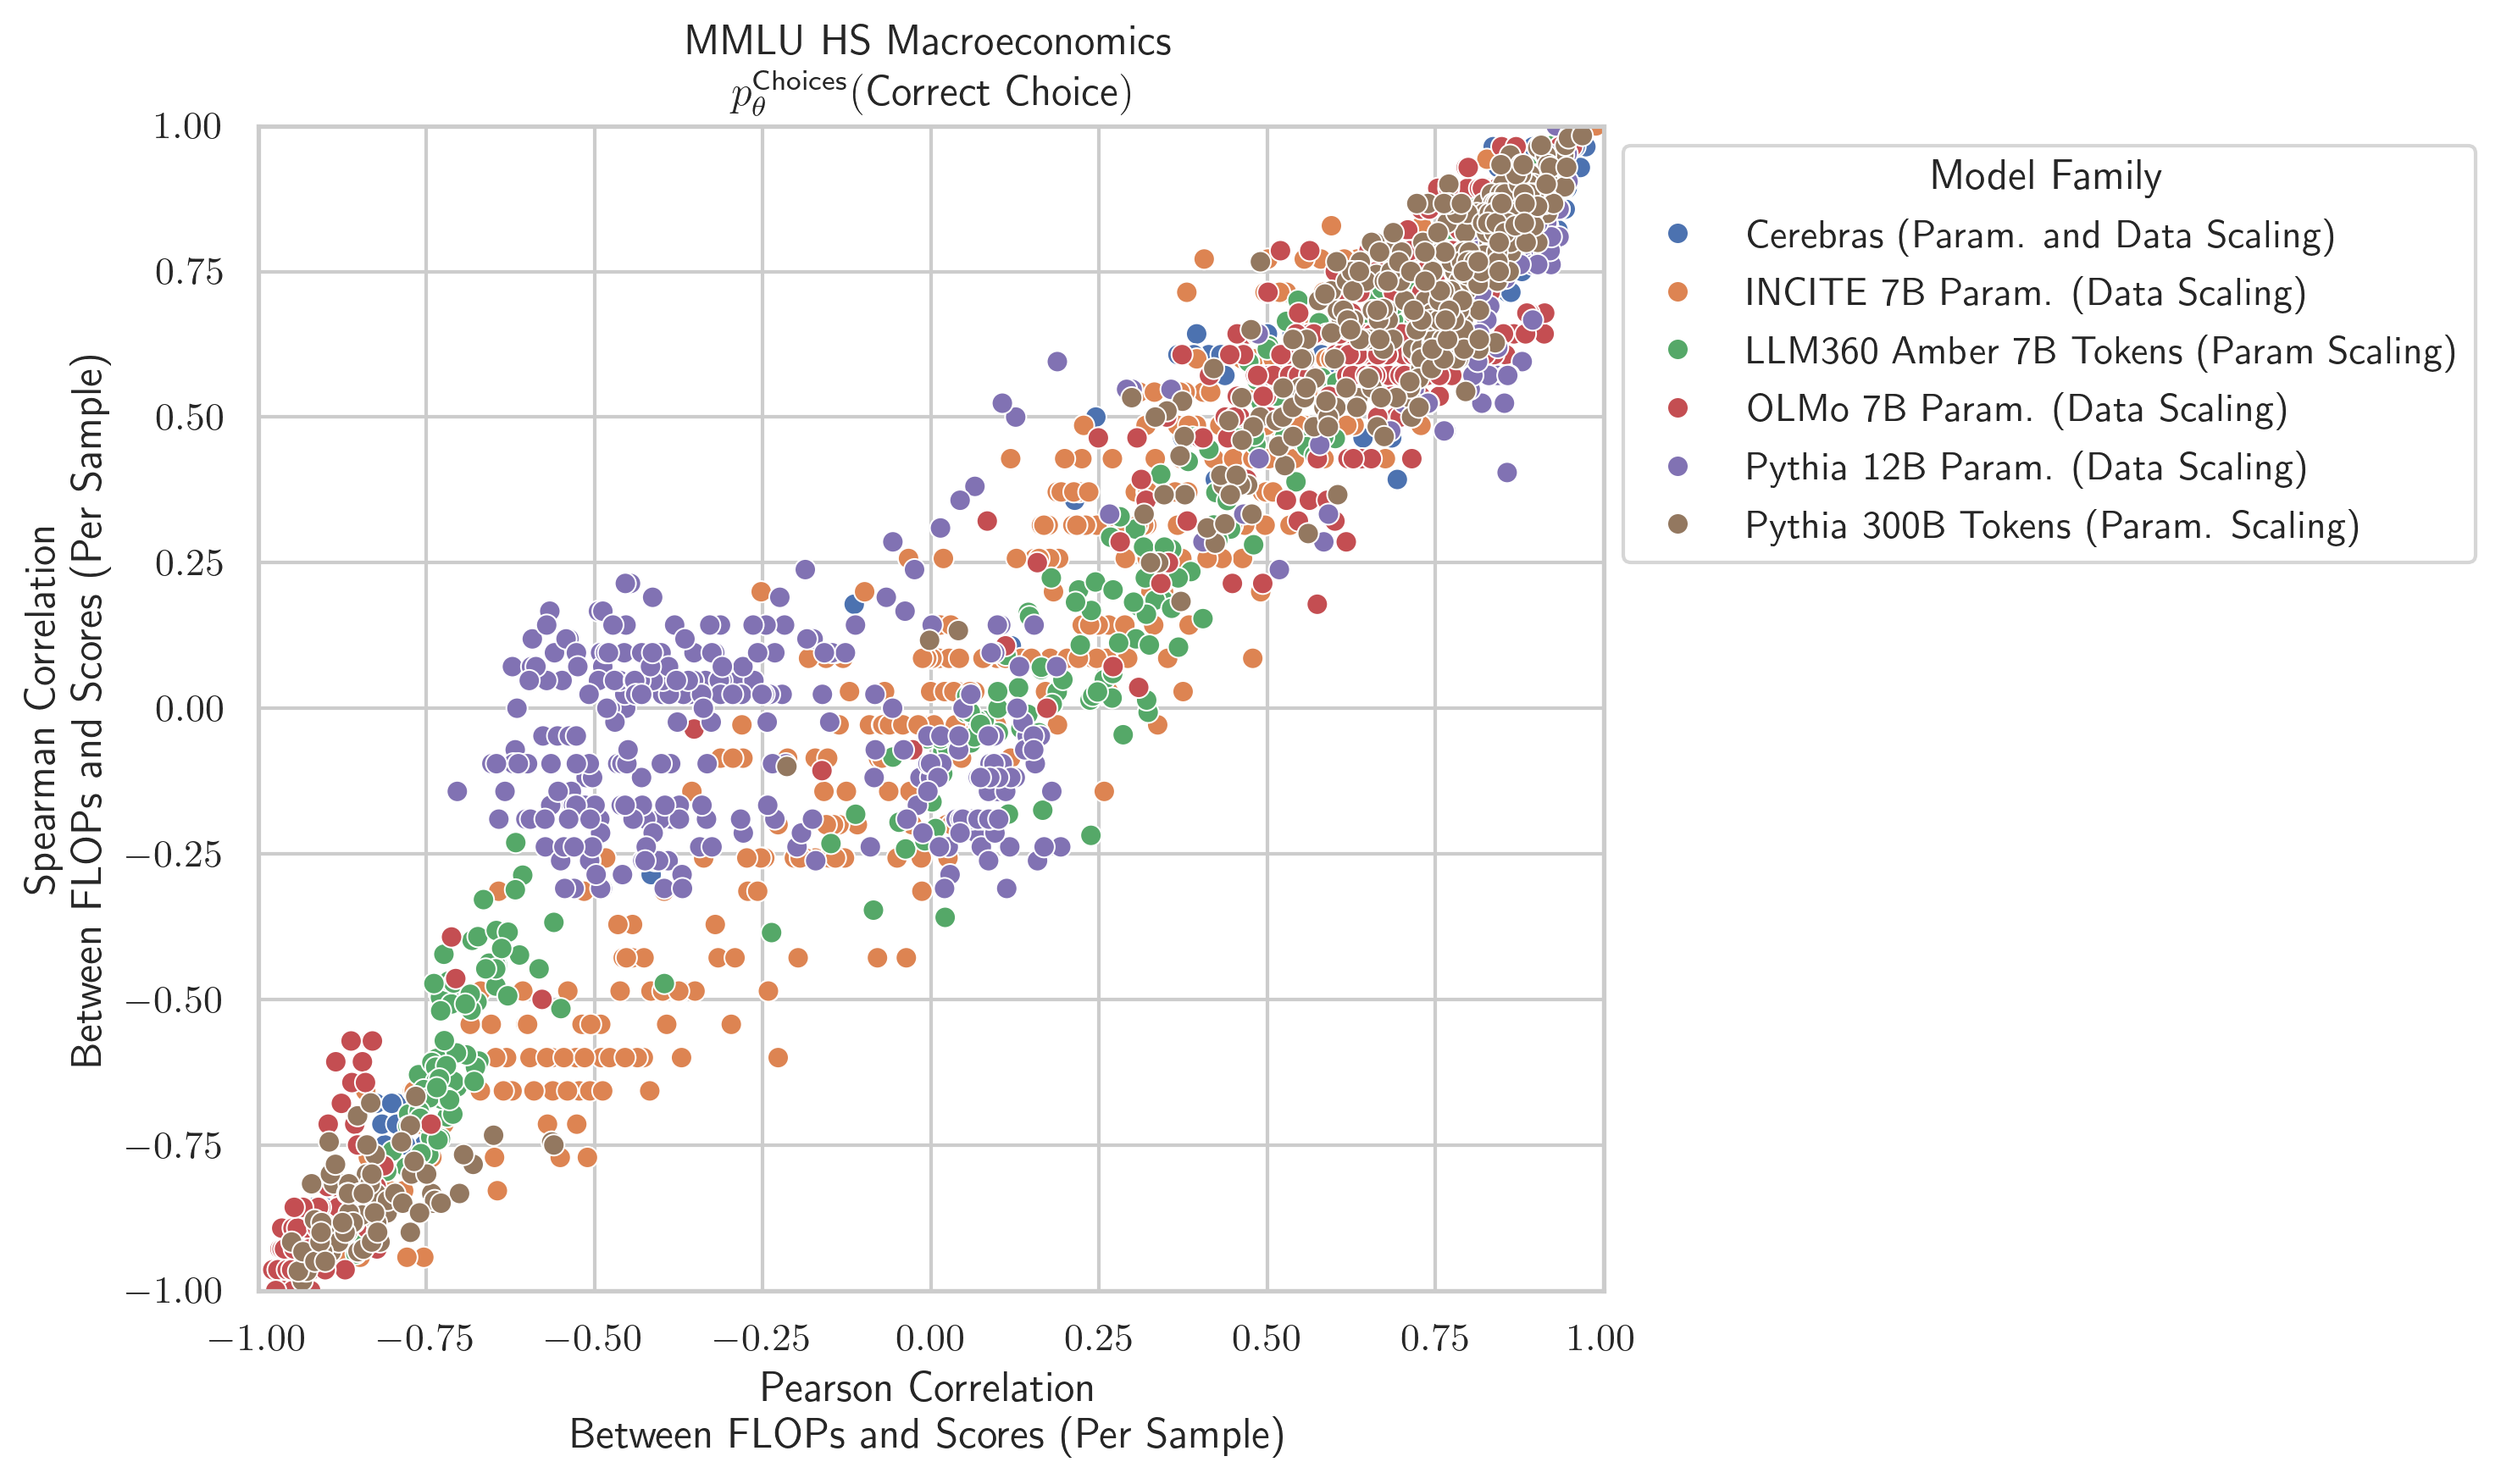 MMLU HS Macroeconomics
p_θ^Choices(Correct Choice)
1.00
0.75
0.50
0.25
0.00
−0.25
−0.50
−0.75
−1.00
Spearman Correlation
Between FLOPs and Scores (Per Sample)
−1.00 −0.75 −0.50 −0.25 0.00 0.25 0.50 0.75 1.00
Pearson Correlation
Between FLOPs and Scores (Per Sample)
Model Family
Cerebras (Param. and Data Scaling)
INCITE 7B Param. (Data Scaling)
LLM360 Amber 7B Tokens (Param Scaling)
OLMo 7B Param. (Data Scaling)
Pythia 12B Param. (Data Scaling)
Pythia 300B Tokens (Param. Scaling)